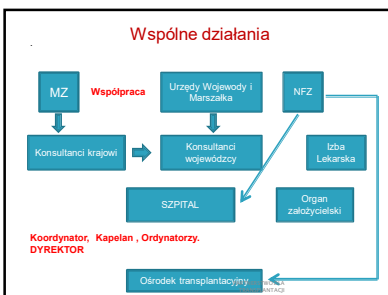 Wspólne działania
.
MZ
Współpraca
Urzędy Wojewody i
Marszałka
NFZ
Konsultanci krajowi
Konsultanci
wojewódzcy
Izba
Lekarska
SZPITAL
Organ
założycielski
Koordynator, Kapelan , Ordynatorzy.
DYREKTOR
Ośrodek transplantacyjny